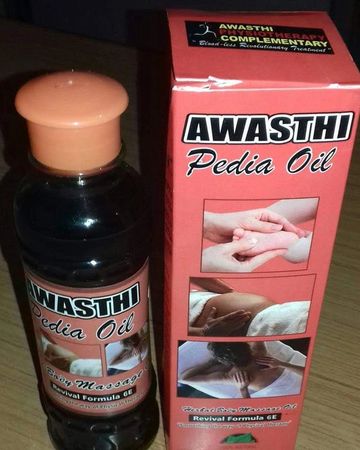 AWASTHI
PHYSIOTHERAPY
COMPLEMENTARY
"Blood-less Revolutionary Treatment"
AWASTHI
Pedia Oil
Herbal Body Massage Oil
Revival Formula 6E
AWASTHI
Pedia Oil
Body Massage
Revival Formula 6E